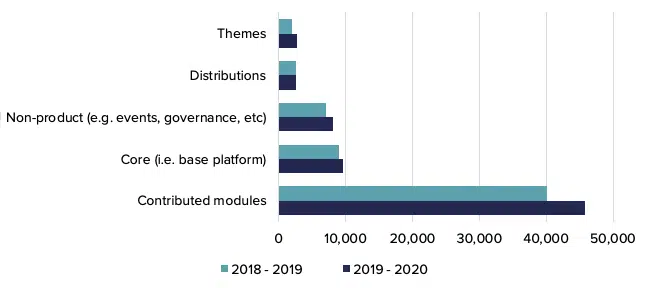 Themes
Distributions
Non-product (e.g. events, governance, etc)
Core (i.e. base platform)
Contributed modules
0 10,000 20,000 30,000 40,000 50,000
2018 - 2019 2019 - 2020